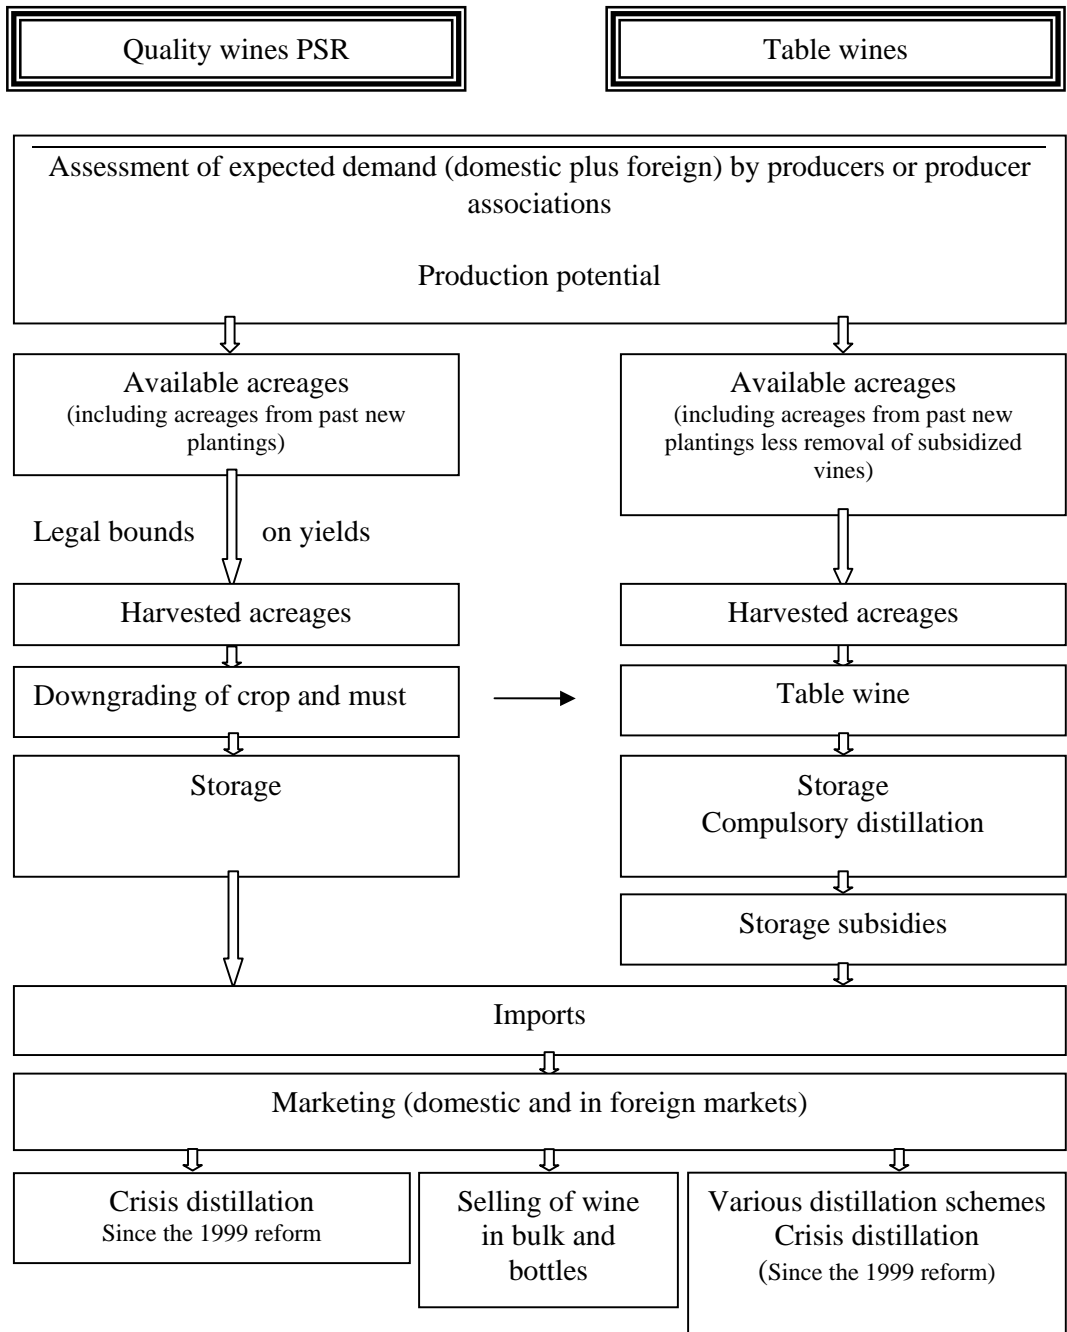 Quality wines PSR
Table wines
Assessment of expected demand (domestic plus foreign) by producers or producer
associations
Production potential
Available acreages
(including acreages from past new
plantings)
Available acreages
(including acreages from past new
plantings less removal of subsidized
vines)
Legal bounds on yields
Harvested acreages
Harvested acreages
Downgrading of crop and must
Table wine
Storage
Storage
Compulsory distillation
Storage subsidies
Imports
Marketing (domestic and in foreign markets)
Crisis distillation
Since the 1999 reform
Selling of wine
in bulk and
bottles
Various distillation schemes
Crisis distillation
(Since the 1999 reform)